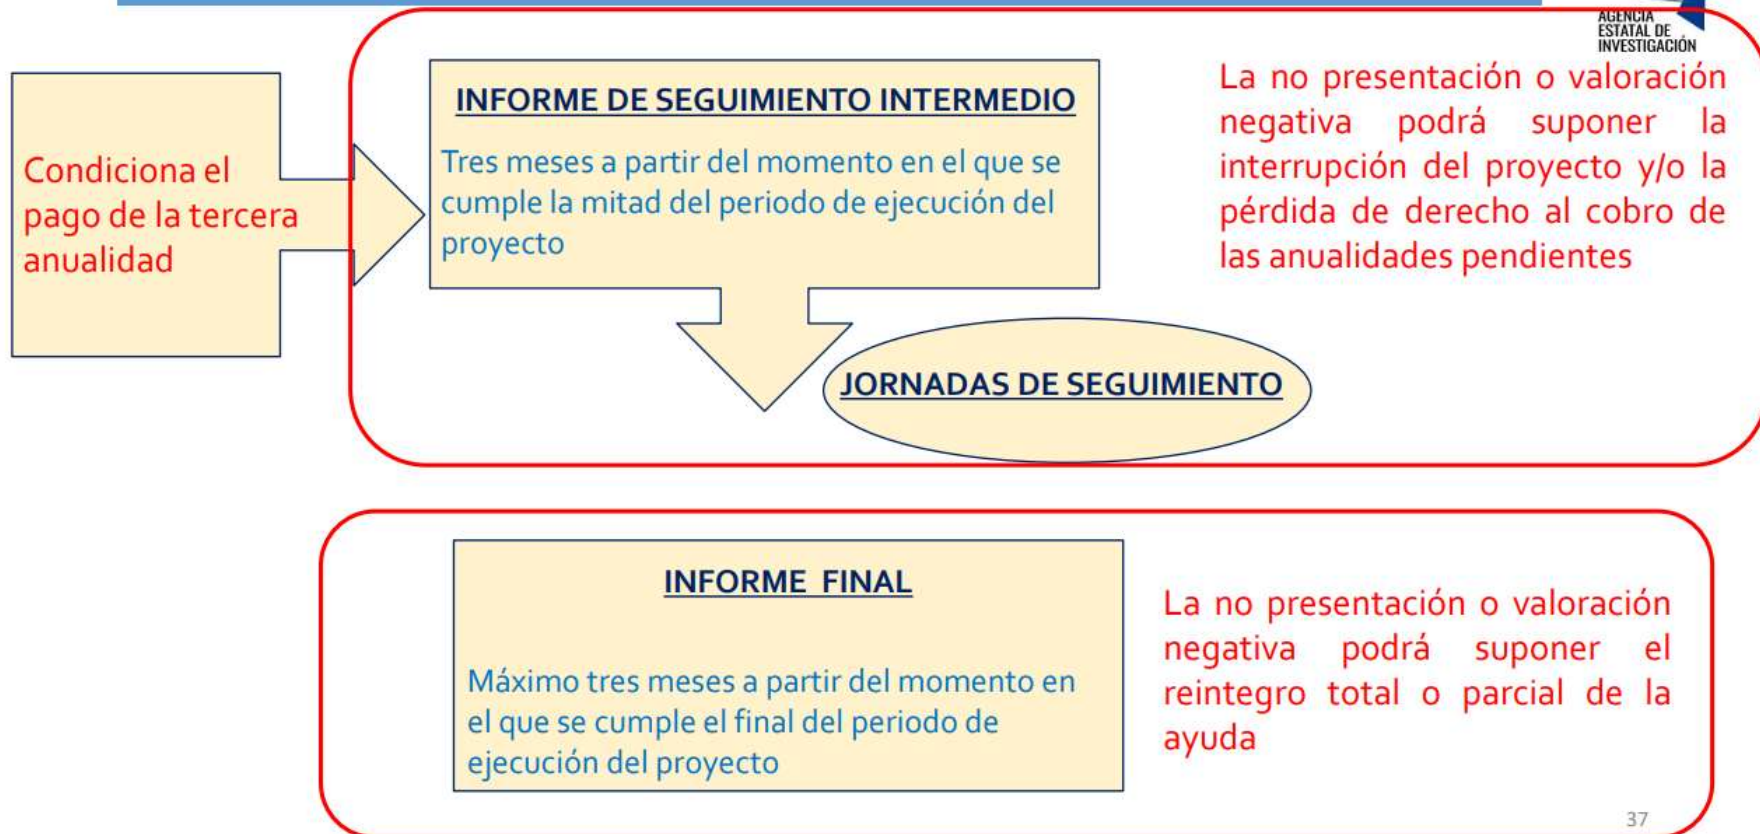 AGENCIA
ESTATAL DE
INVESTIGACIÓN
Condiciona el
pago de la tercera
anualidad
INFORME DE SEGUIMIENTO INTERMEDIO
Tres meses a partir del momento en el que se
cumple la mitad del periodo de ejecución del
proyecto
La no presentación o valoración
negativa podrá suponer la
interrupción del proyecto y/o la
pérdida de derecho al cobro de
las anualidades pendientes
JORNADAS DE SEGUIMIENTO
INFORME FINAL
Máximo tres meses a partir del momento en
el que se cumple el final del periodo de
ejecución del proyecto
La no presentación o valoración
negativa podrá suponer el
reintegro total o parcial de la
ayuda
37